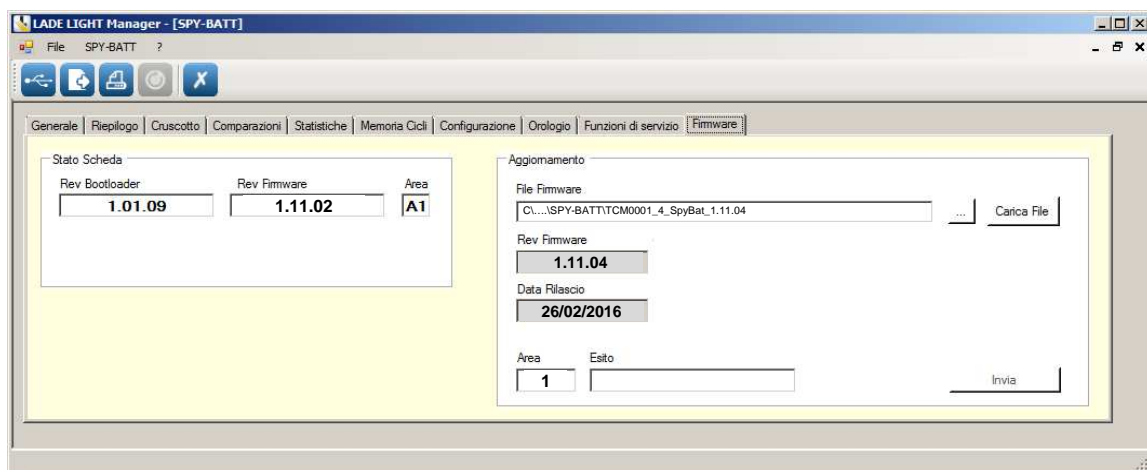 LADE LIGHT Manager - [SPY-BATT]
File SPY-BATT ?
Generale Riepilogo Cruscotto Comparazioni Statistiche Memoria Cicli Configurazione Orologio Funzioni di servizio Firmware
Stato Scheda
Rev Bootloader Rev Firmware Area
1.01.09 1.11.02 A1
Aggiornamento
File Firmware
C\....\SPY-BATT\TCM0001_4_SpyBat_1.11.04 ... Carica File
Rev Firmware
1.11.04
Data Rilascio
26/02/2016
Area Esito
1
Invia